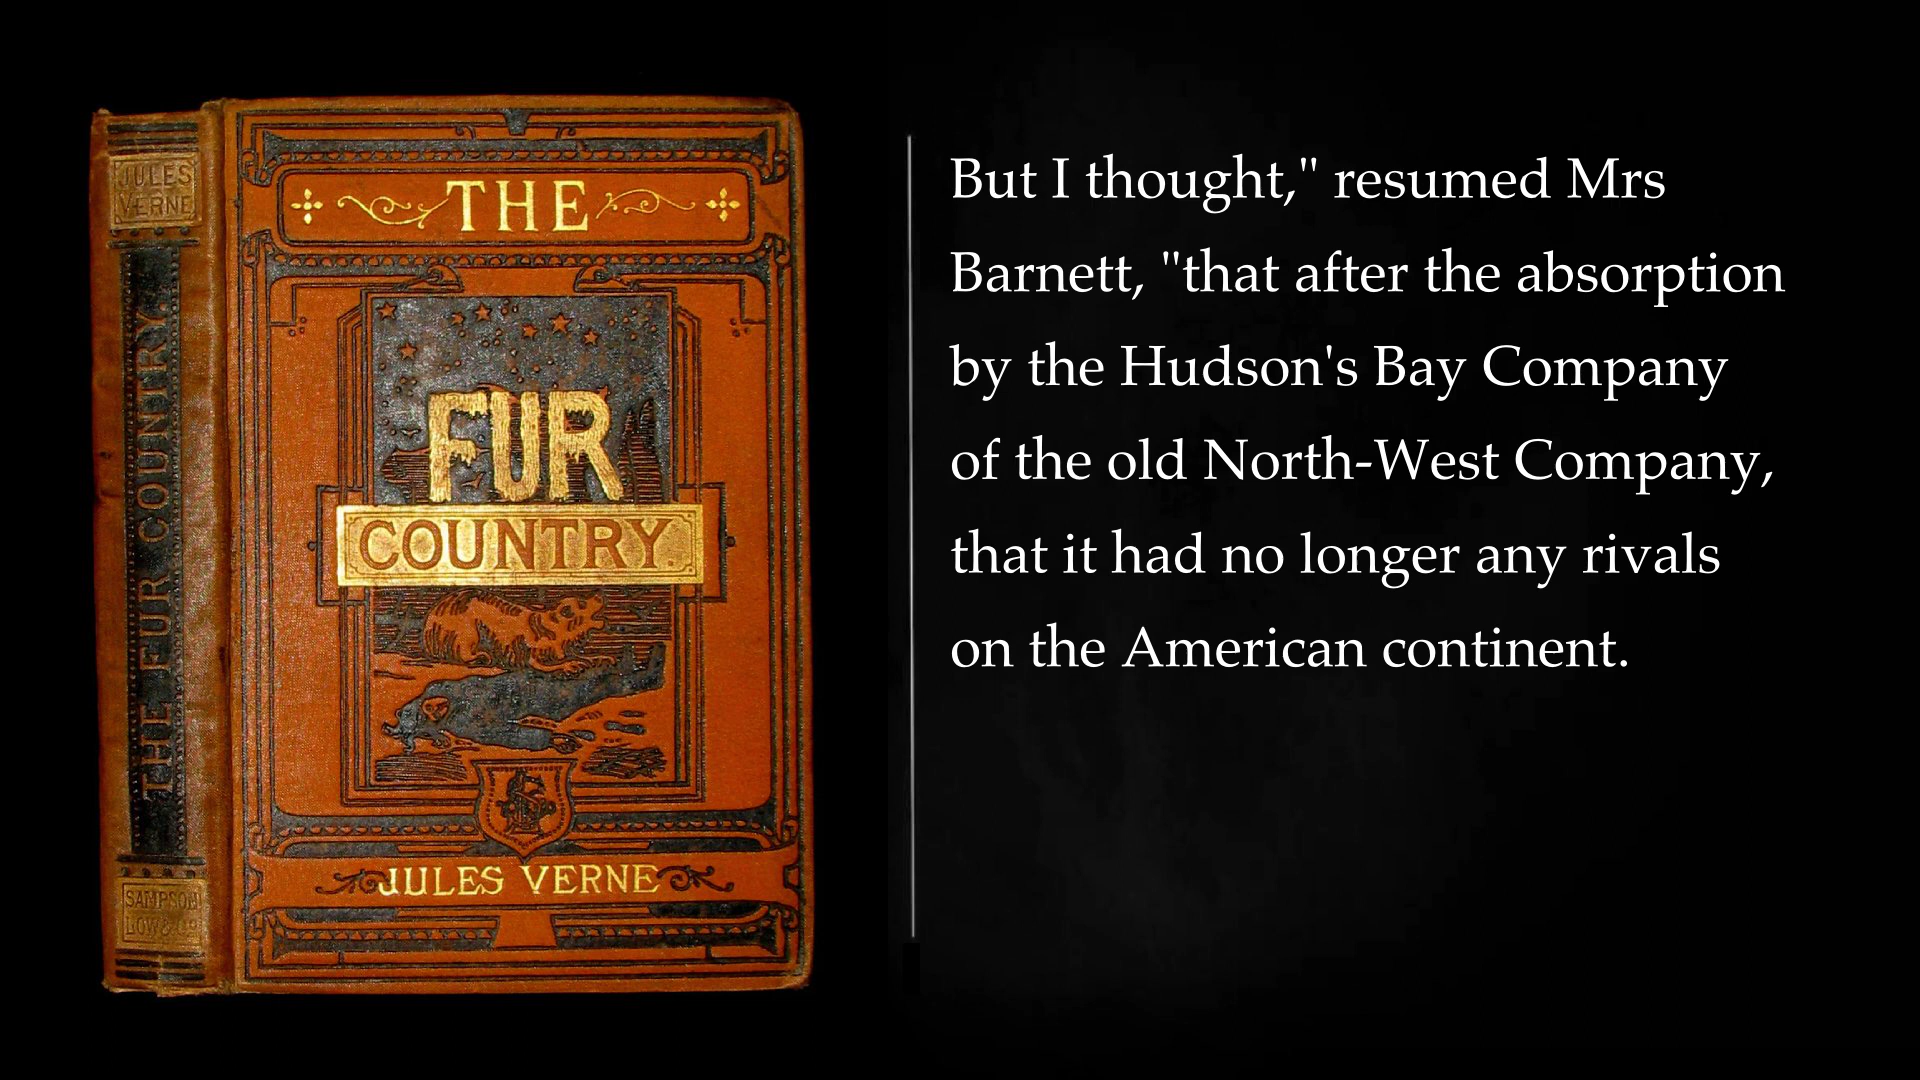 JULES
VERNE
THE FUR COUNTRY.
SAMPSON
LOW & Co
THE
FUR
COUNTRY.
JULES VERNE
But I thought," resumed Mrs
Barnett, "that after the absorption
by the Hudson's Bay Company
of the old North-West Company,
that it had no longer any rivals
on the American continent.